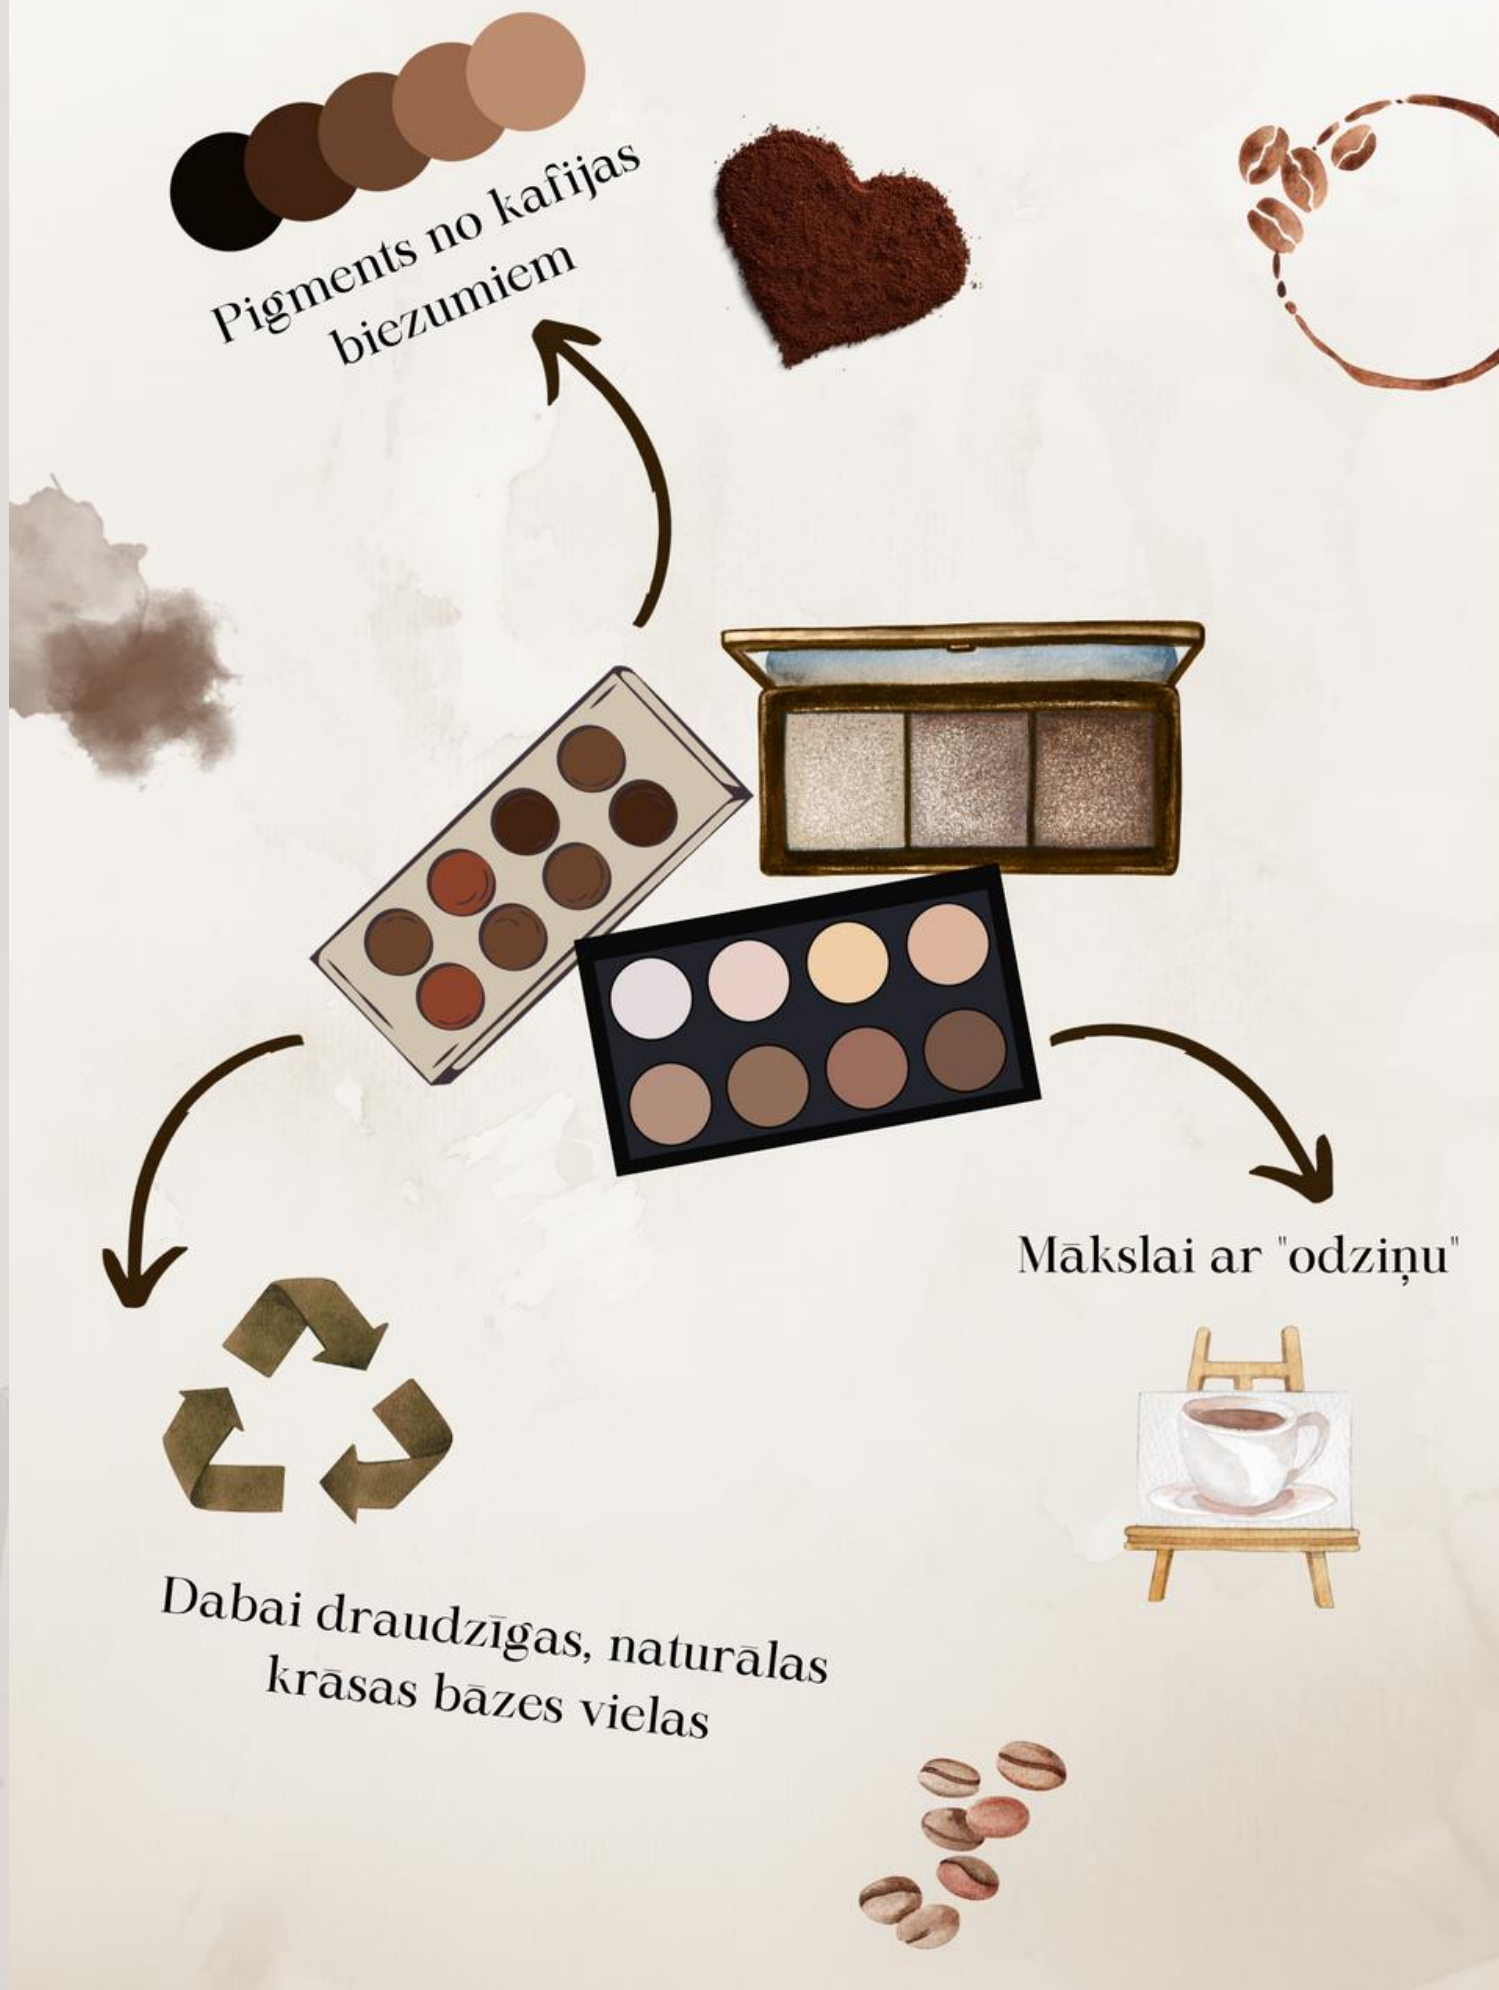 Pigments no kafijas
biezumiem
Mākslai ar "odziņu"
Dabai draudzīgas, naturālas
krāsas bāzes vielas